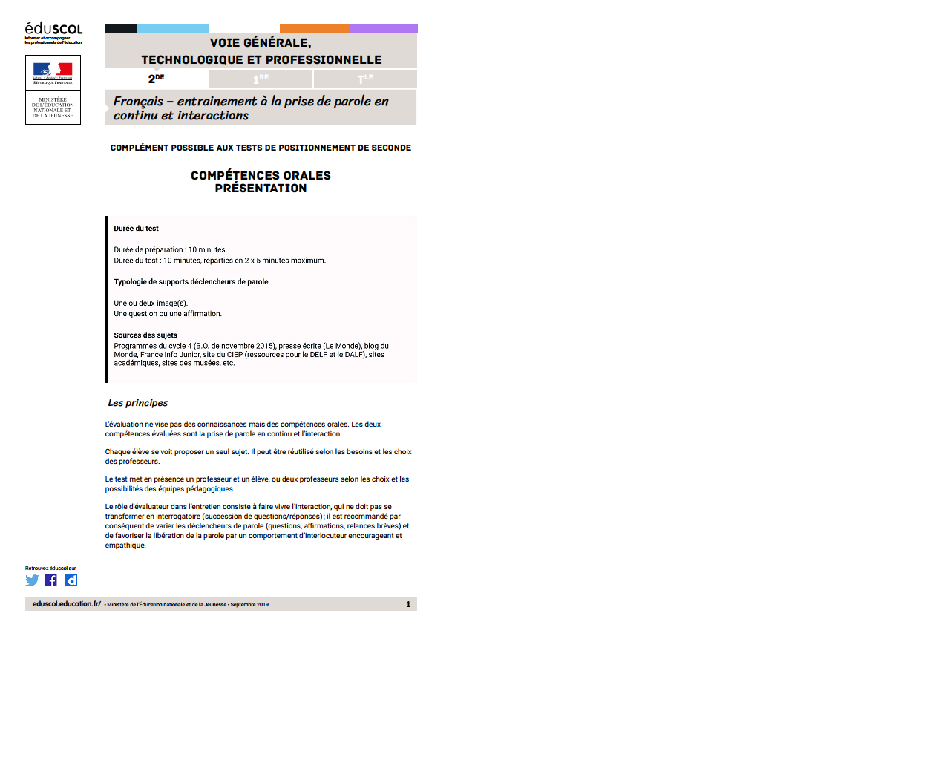 éduscol
Informer et accompagner
les professionnels de l'éducation
MINISTÈRE
DE L'ÉDUCATION
NATIONALE ET
DE LA JEUNESSE
VOIE GÉNÉRALE,
TECHNOLOGIQUE ET PROFESSIONNELLE
2DE
1RE
TLE
Français – entrainement à la prise de parole en
continu et interactions
COMPLÉMENT POSSIBLE AUX TESTS DE POSITIONNEMENT DE SECONDE
COMPÉTENCES ORALES
PRÉSENTATION
Durée du test
Durée de préparation : 10 minutes
Durée du test : 10 minutes, réparties en 2 x 5 minutes maximum.
Typologie de supports déclencheurs de parole
Une ou deux image(s).
Une question ou une affirmation.
Sources des sujets
Programmes du cycle 4 (B.O. de novembre 2015), presse écrite (Le Monde), blog du
Monde, France Info Junior, site du CIEP (ressources pour le DELF et le DALF), sites
académiques, sites des musées, etc.
Les principes
L'évaluation ne vise pas des connaissances mais des compétences orales. Les deux
compétences évaluées sont la prise de parole en continu et l'interaction.
Chaque élève se voit proposer un seul sujet. Il peut être réutilisé selon les besoins et les choix
des professeurs.
Le test met en présence un professeur et un élève, ou deux professeurs selon les choix et les
possibilités des équipes pédagogiques.
Le rôle d'évaluateur dans l'entretien consiste à faire vivre l'interaction, qui ne doit pas se
transformer en interrogatoire (succession de questions/réponses) ; il est recommandé par
conséquent de varier les déclencheurs de parole (questions, affirmations, relances brèves) et
de favoriser la libération de la parole par un comportement d'interlocuteur encourageant et
empathique.
Retrouvez éduscol sur
eduscol.education.fr/ - Ministère de l'Éducation nationale et de la Jeunesse - Septembre 2019
1